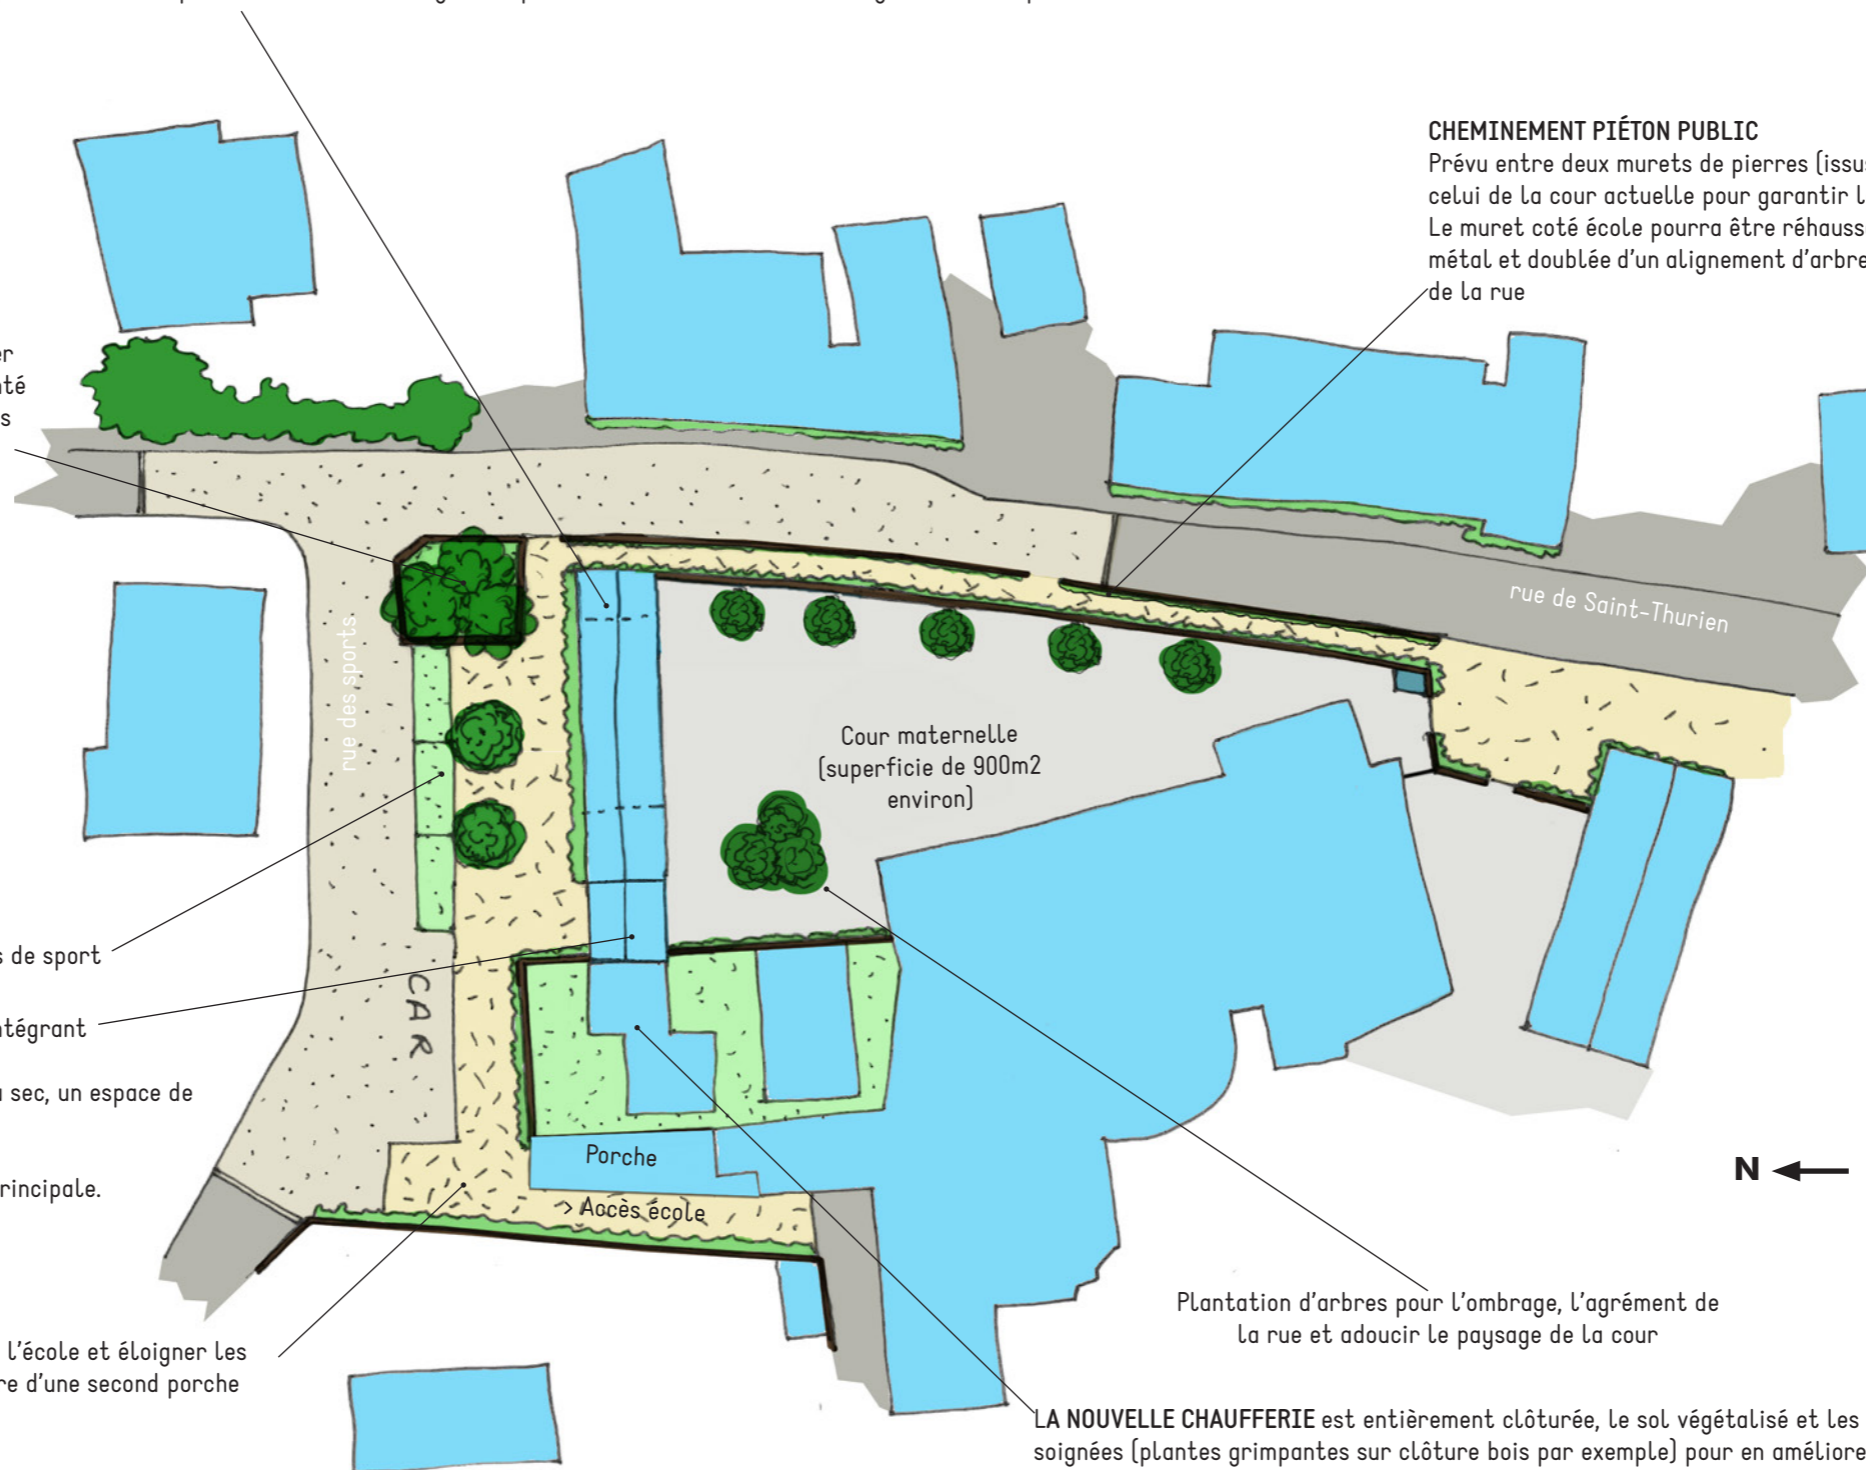 CHEMINEMENT PIÉTON PUBLIC
Prévu entre deux murets de pierres (issus
celui de la cour actuelle pour garantir l
Le muret coté école pourra être réhauss
métal et doublée d'un alignement d'arbre
de la rue
er
nté
s
rue de Saint-Thurien
rue des sports
Cour maternelle
(superficie de 900m2
environ)
s de sport
CAR
ntégrant
à sec, un espace de
rincipale.
Porche
> Accès école
N
l'école et éloigner les
re d'une second porche
Plantation d'arbres pour l'ombrage, l'agrément de
la rue et adoucir le paysage de la cour
LA NOUVELLE CHAUFFERIE est entièrement clôturée, le sol végétalisé et les
soignées (plantes grimpantes sur clôture bois par exemple) pour en améliore